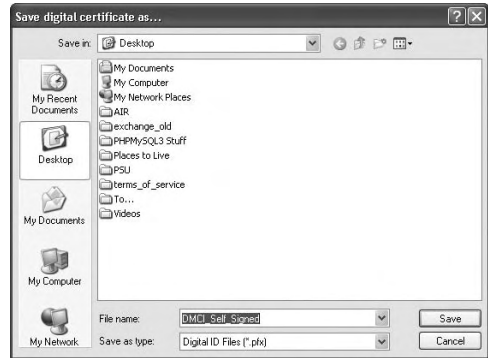 Save digital certificate as...
Save in: Desktop
My Recent
Documents
Desktop
My Documents
My Computer
My Network
My Documents
My Computer
My Network Places
AIR
exchange_old
PHPMySQL3 Stuff
Places to Live
PSU
terms_of_service
To...
Videos
File name: DMCI_Self_Signed
Save
Save as type: Digital ID Files (*.pfx)
Cancel